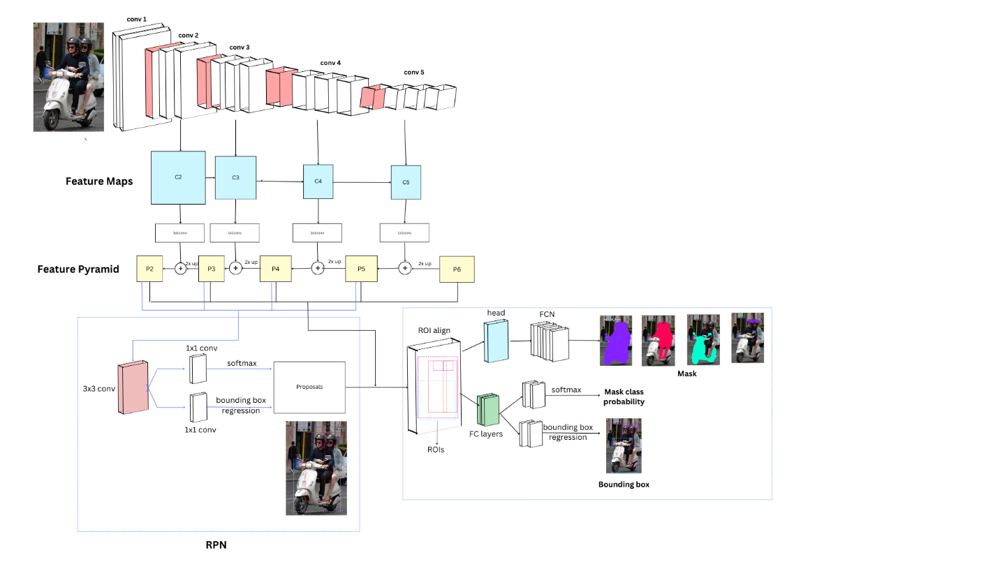 conv 1
conv 2
conv 3
conv 4
conv 5
Feature Maps
C2
C3
C4
C5
1x1conv
1x1conv
1x1conv
1x1conv
Feature Pyramid
P2
+
2x up
P3
+
2x up
P4
+
2x up
P5
+
2x up
P6
3x3 conv
1x1 conv
softmax
bounding box
regression
1x1 conv
Proposals
RPN
ROI align
ROIs
head
FCN
Mask
FC layers
softmax
Mask class
probability
bounding box
regression
Bounding box